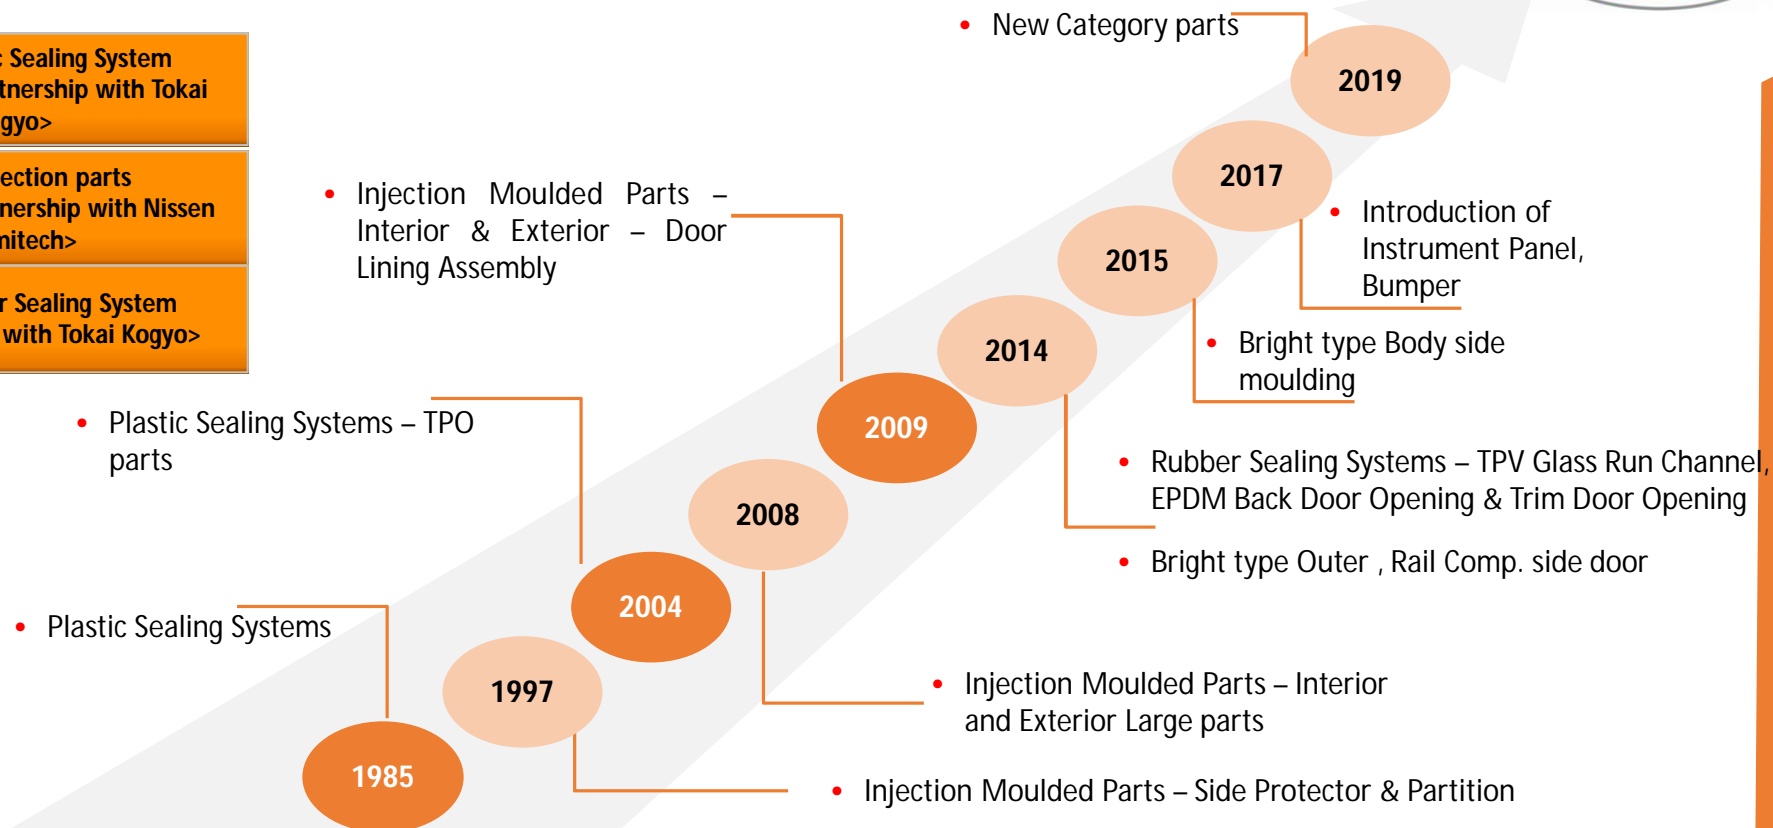 • New Category parts
2019
Sealing System
with Tokai
2017
ection parts
with Nissen
• Injection Moulded Parts –
Interior & Exterior – Door
Lining Assembly
• Introduction of
Instrument Panel,
Bumper
2015
Sealing System
with Tokai Kogyo>
2014
• Bright type Body side
moulding
2009
• Plastic Sealing Systems – TPO
parts
• Rubber Sealing Systems – TPV Glass Run Channel,
EPDM Back Door Opening & Trim Door Opening
2008
• Bright type Outer , Rail Comp. side door
2004
• Plastic Sealing Systems
1997
• Injection Moulded Parts – Interior
and Exterior Large parts
1985
• Injection Moulded Parts – Side Protector & Partition